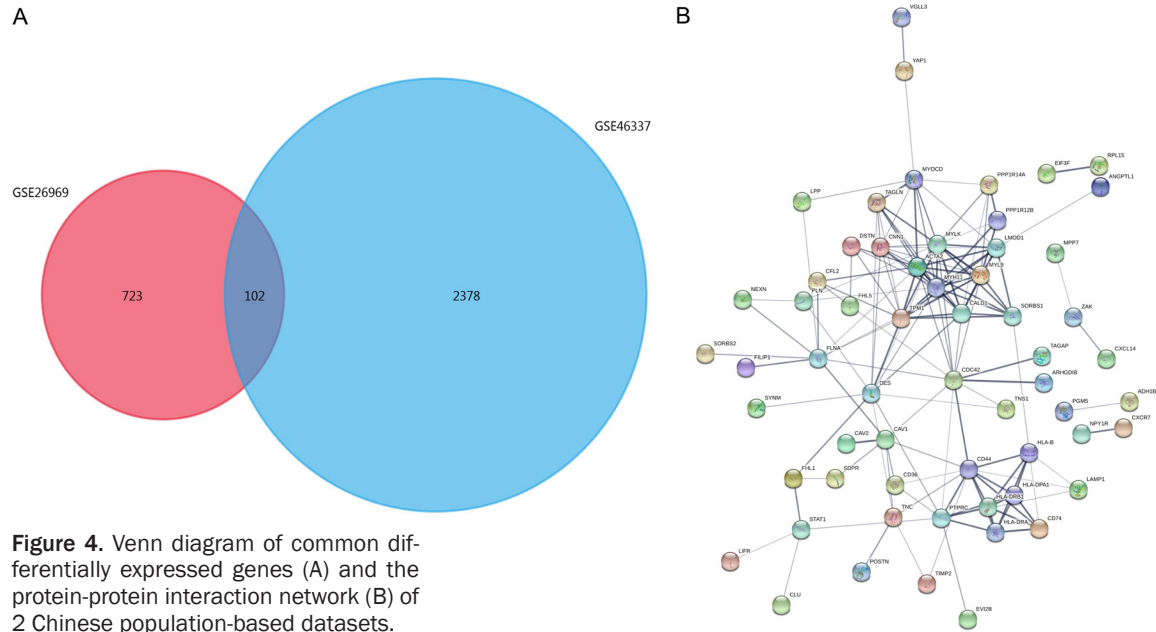 A
GSE46337
GSE26969
723
102
2378
Figure 4. Venn diagram of common dif-
ferentially expressed genes (A) and the
protein-protein interaction network (B) of
2 Chinese population-based datasets.
B
VGLL3
YAP1
MYOCD
PPP1R14A
EIF3F
RPL15
ANGPTL1
LPP
TAGLN
PPP1R12B
DSTN
CNN1
MYLK
LMOD1
MPP7
ACTA2
MYL9
CFL2
NEXN
PLN
FHL5
MYH11
TPM1
CALD1
SORBS1
ZAK
SORBS2
FLNA
FILIP1
TAGAP
CXCL14
DES
CDC42
ARHGDIB
SYNM
TNS1
PGM5
ADH1B
CAV2
CAV1
NPY1R
CXCR7
FHL1
SDPR
CD36
CD44
HLA-B
HLA-DPA1
LAMP1
HLA-DRB1
STAT1
TNC
PTPRC
HLA-DRA
CD74
LIFR
POSTN
TIMP2
CLU
EVI2B